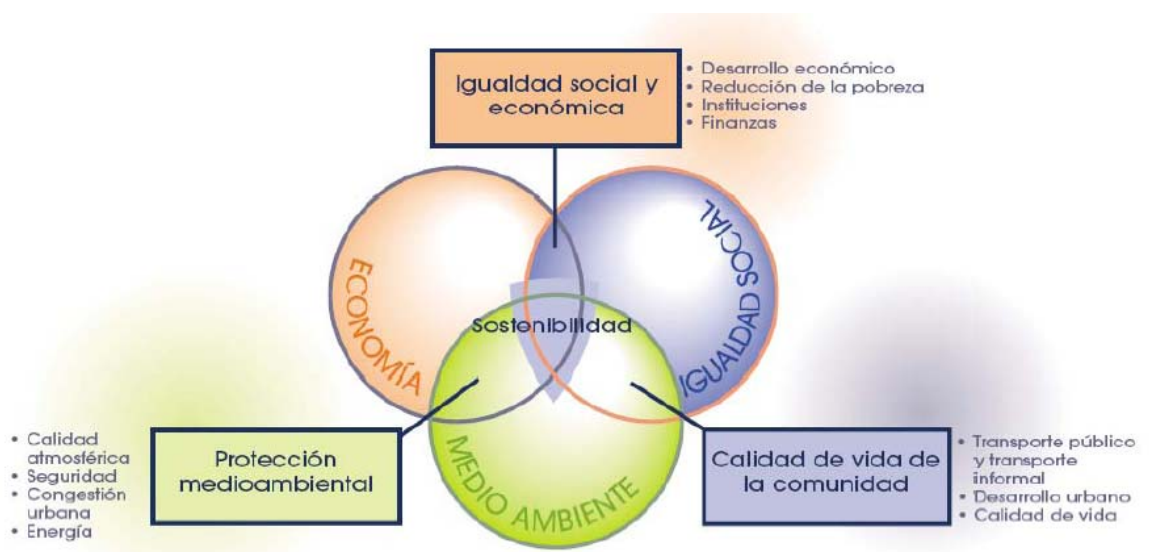 Igualdad social y
económica
• Desarrollo económico
• Reducción de la pobreza
• Instituciones
• Finanzas
ECONOMÍA
IGUALDAD SOCIAL
Sostenibilidad
MEDIO AMBIENTE
• Calidad
atmosférica
• Seguridad
• Congestión
urbana
• Energía
Protección
medioambiental
Calidad de vida de
la comunidad
• Transporte público
y transporte
informal
• Desarrollo urbano
• Calidad de vida